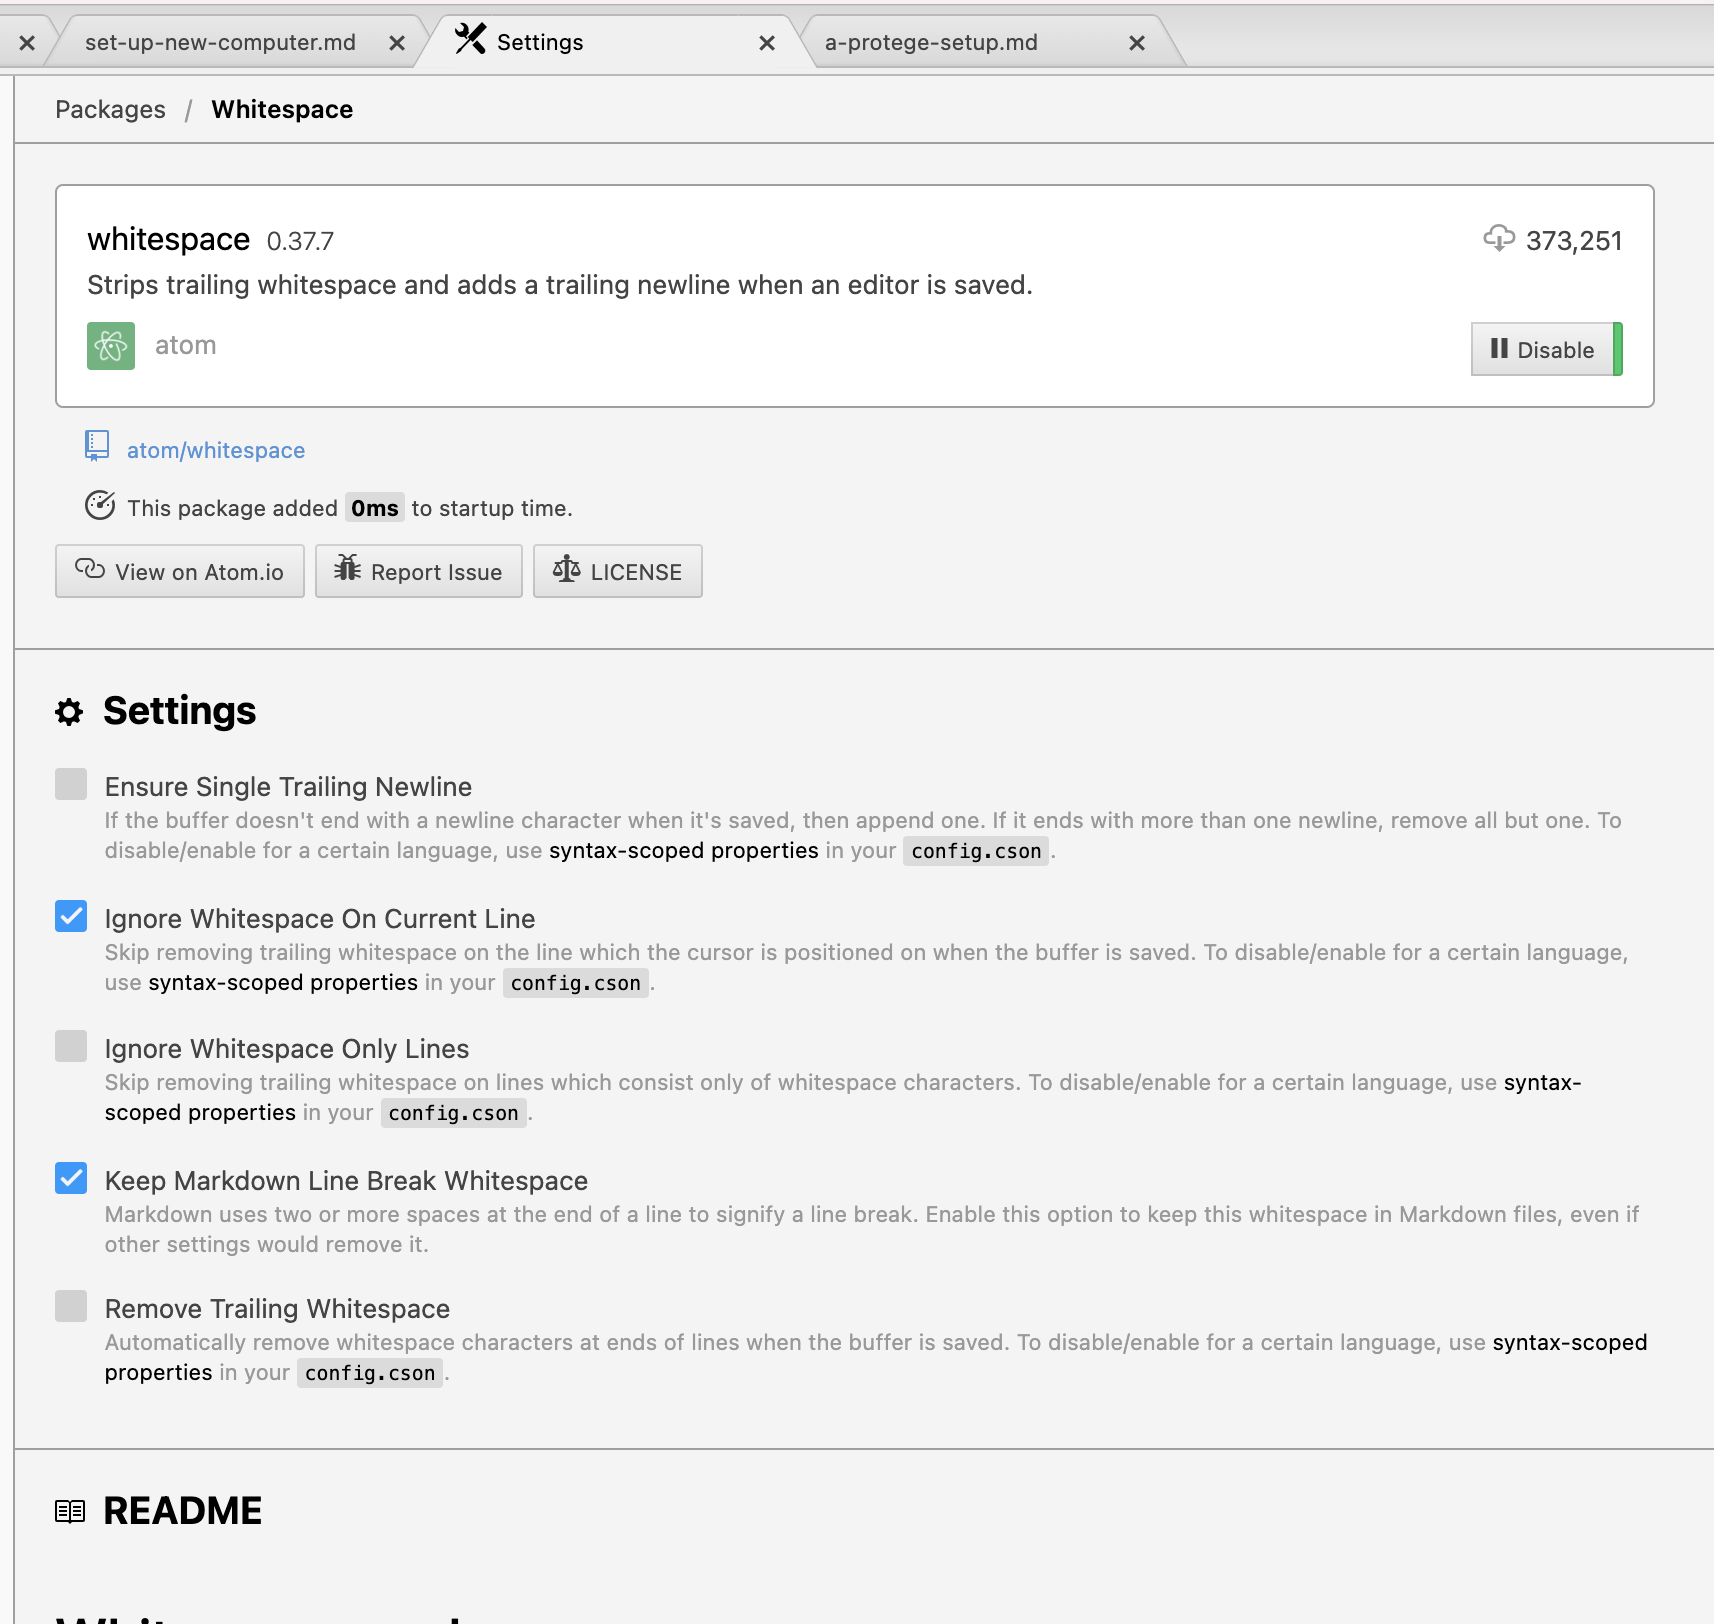 set-up-new-computer.md
Settings
a-protege-setup.md
Packages / Whitespace
whitespace 0.37.7
373,251
Strips trailing whitespace and adds a trailing newline when an editor is saved.
atom
Disable
atom/whitespace
This package added 0ms to startup time.
View on Atom.io
Report Issue
LICENSE
Settings
Ensure Single Trailing Newline
If the buffer doesn't end with a newline character when it's saved, then append one. If it ends with more than one newline, remove all but one. To
disable/enable for a certain language, use syntax-scoped properties in your config.cson.
Ignore Whitespace On Current Line
Skip removing trailing whitespace on the line which the cursor is positioned on when the buffer is saved. To disable/enable for a certain language,
use syntax-scoped properties in your config.cson.
Ignore Whitespace Only Lines
Skip removing trailing whitespace on lines which consist only of whitespace characters. To disable/enable for a certain language, use syntax-
scoped properties in your config.cson.
Keep Markdown Line Break Whitespace
Markdown uses two or more spaces at the end of a line to signify a line break. Enable this option to keep this whitespace in Markdown files, even if
other settings would remove it.
Remove Trailing Whitespace
Automatically remove whitespace characters at ends of lines when the buffer is saved. To disable/enable for a certain language, use syntax-scoped
properties in your config.cson.
README